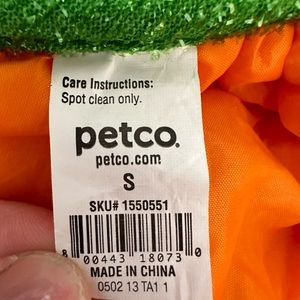 Care Instructions:
Spot clean only.
petco.
petco.com
S
SKU# 1550551
8 00443 18073 0
MADE IN CHINA
0502 13 TA1 1